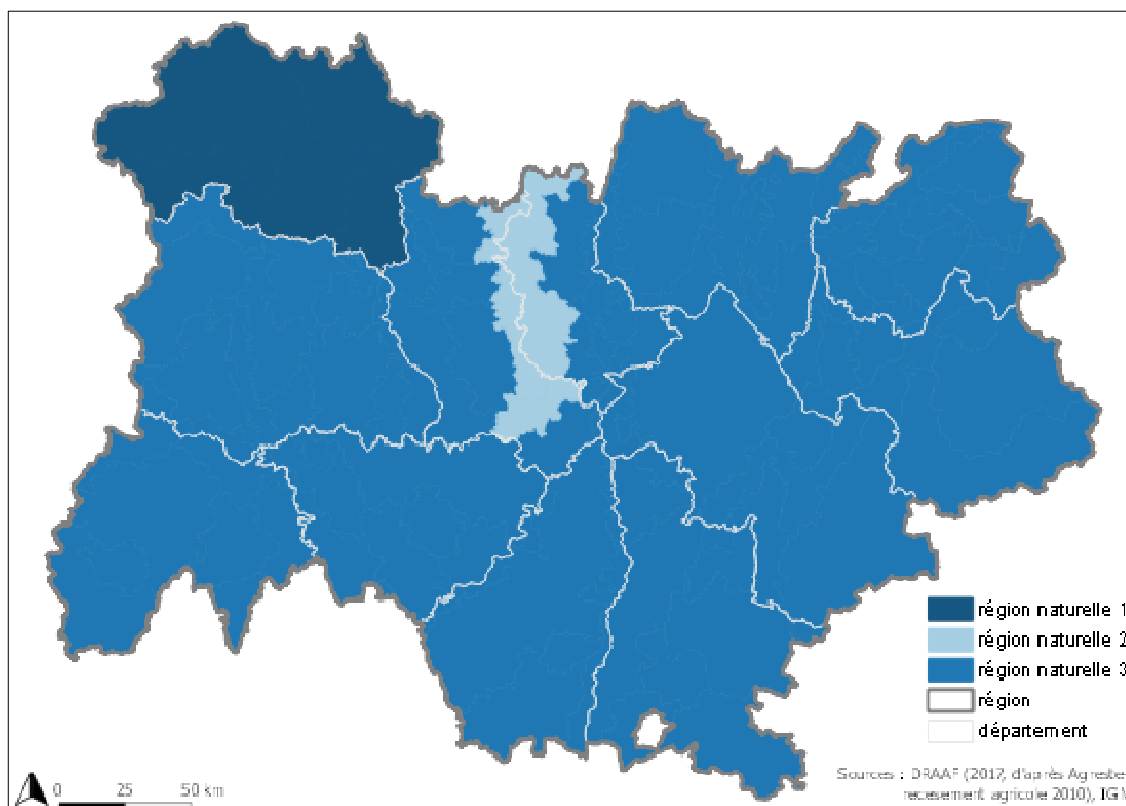 région naturelle 1
région naturelle 2
région naturelle 3
région
département
0 25 50 km
Sources : DRAAF (2017, d'après Agreste-
recesement agricole 2010), IGN